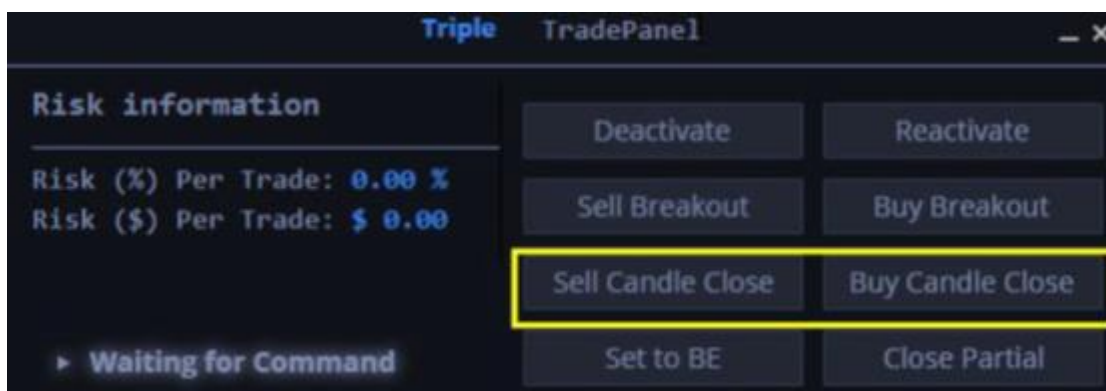 Triple TradePanel
Risk information
Risk (%) Per Trade: 0.00 %
Risk ($) Per Trade: $ 0.00
Waiting for Command
Deactivate Reactivate
Sell Breakout Buy Breakout
Sell Candle Close Buy Candle Close
Set to BE Close Partial